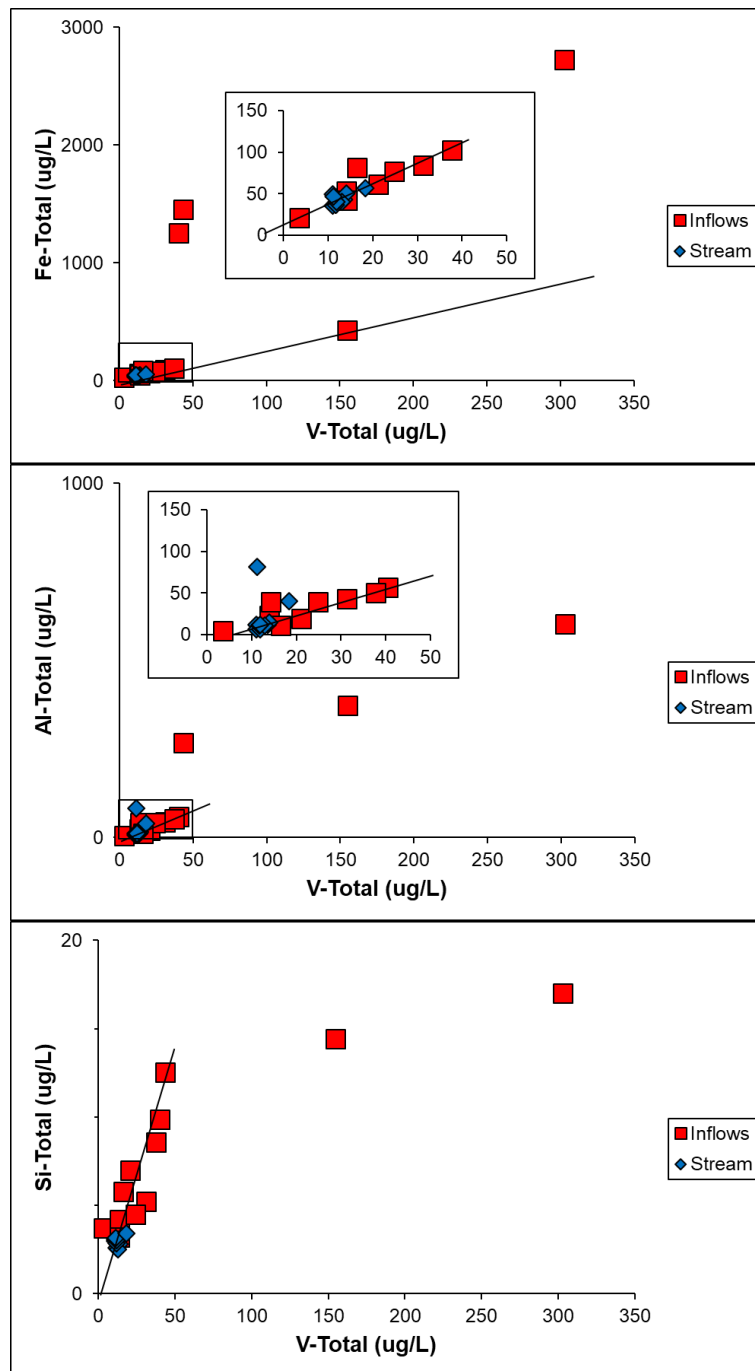 3000
2000
1000
0
Fe-Total (ug/L)
150
100
50
0
0 10 20 30 40 50
Inflows
Stream
0 50 100 150 200 250 300 350
V-Total (ug/L)
1000
0
Al-Total (ug/L)
150
100
50
0
0 10 20 30 40 50
Inflows
Stream
0 50 100 150 200 250 300 350
V-Total (ug/L)
20
0
Si-Total (ug/L)
Inflows
Stream
0 50 100 150 200 250 300 350
V-Total (ug/L)